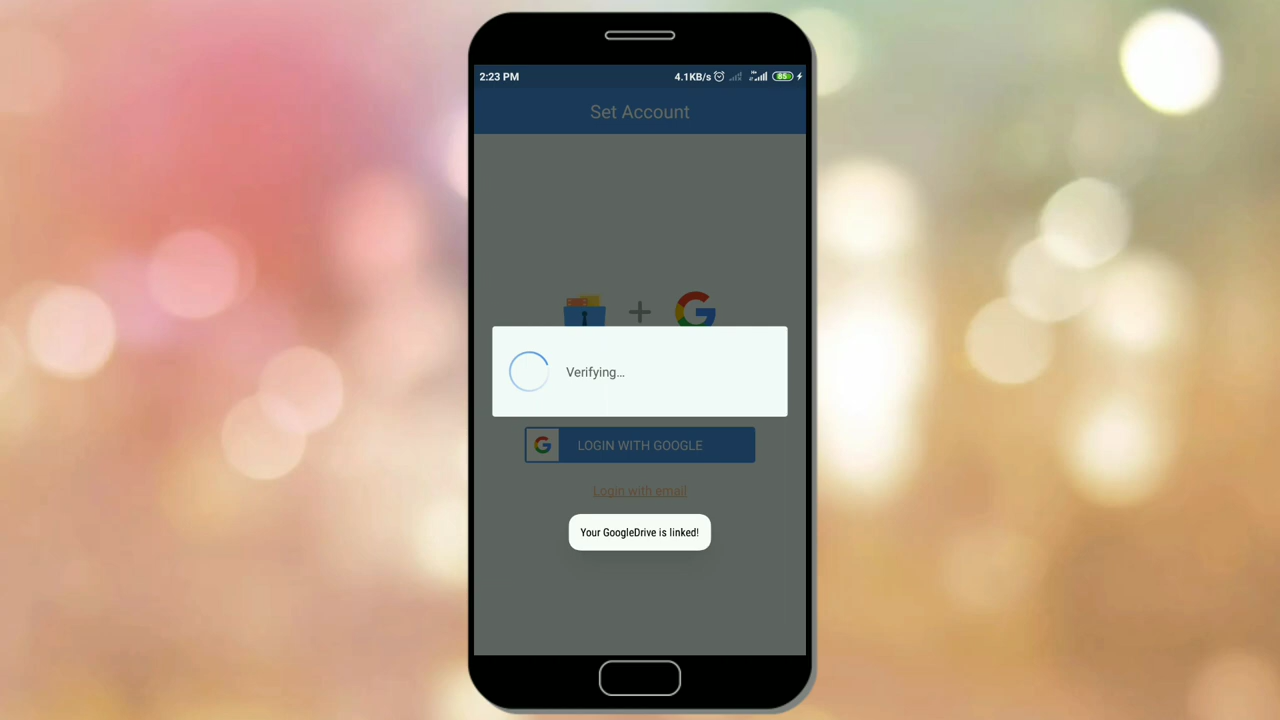 2:23 PM 4.1KB/s 85
Set Account
Verifying...
LOGIN WITH GOOGLE
Login with email
Your GoogleDrive is linked!